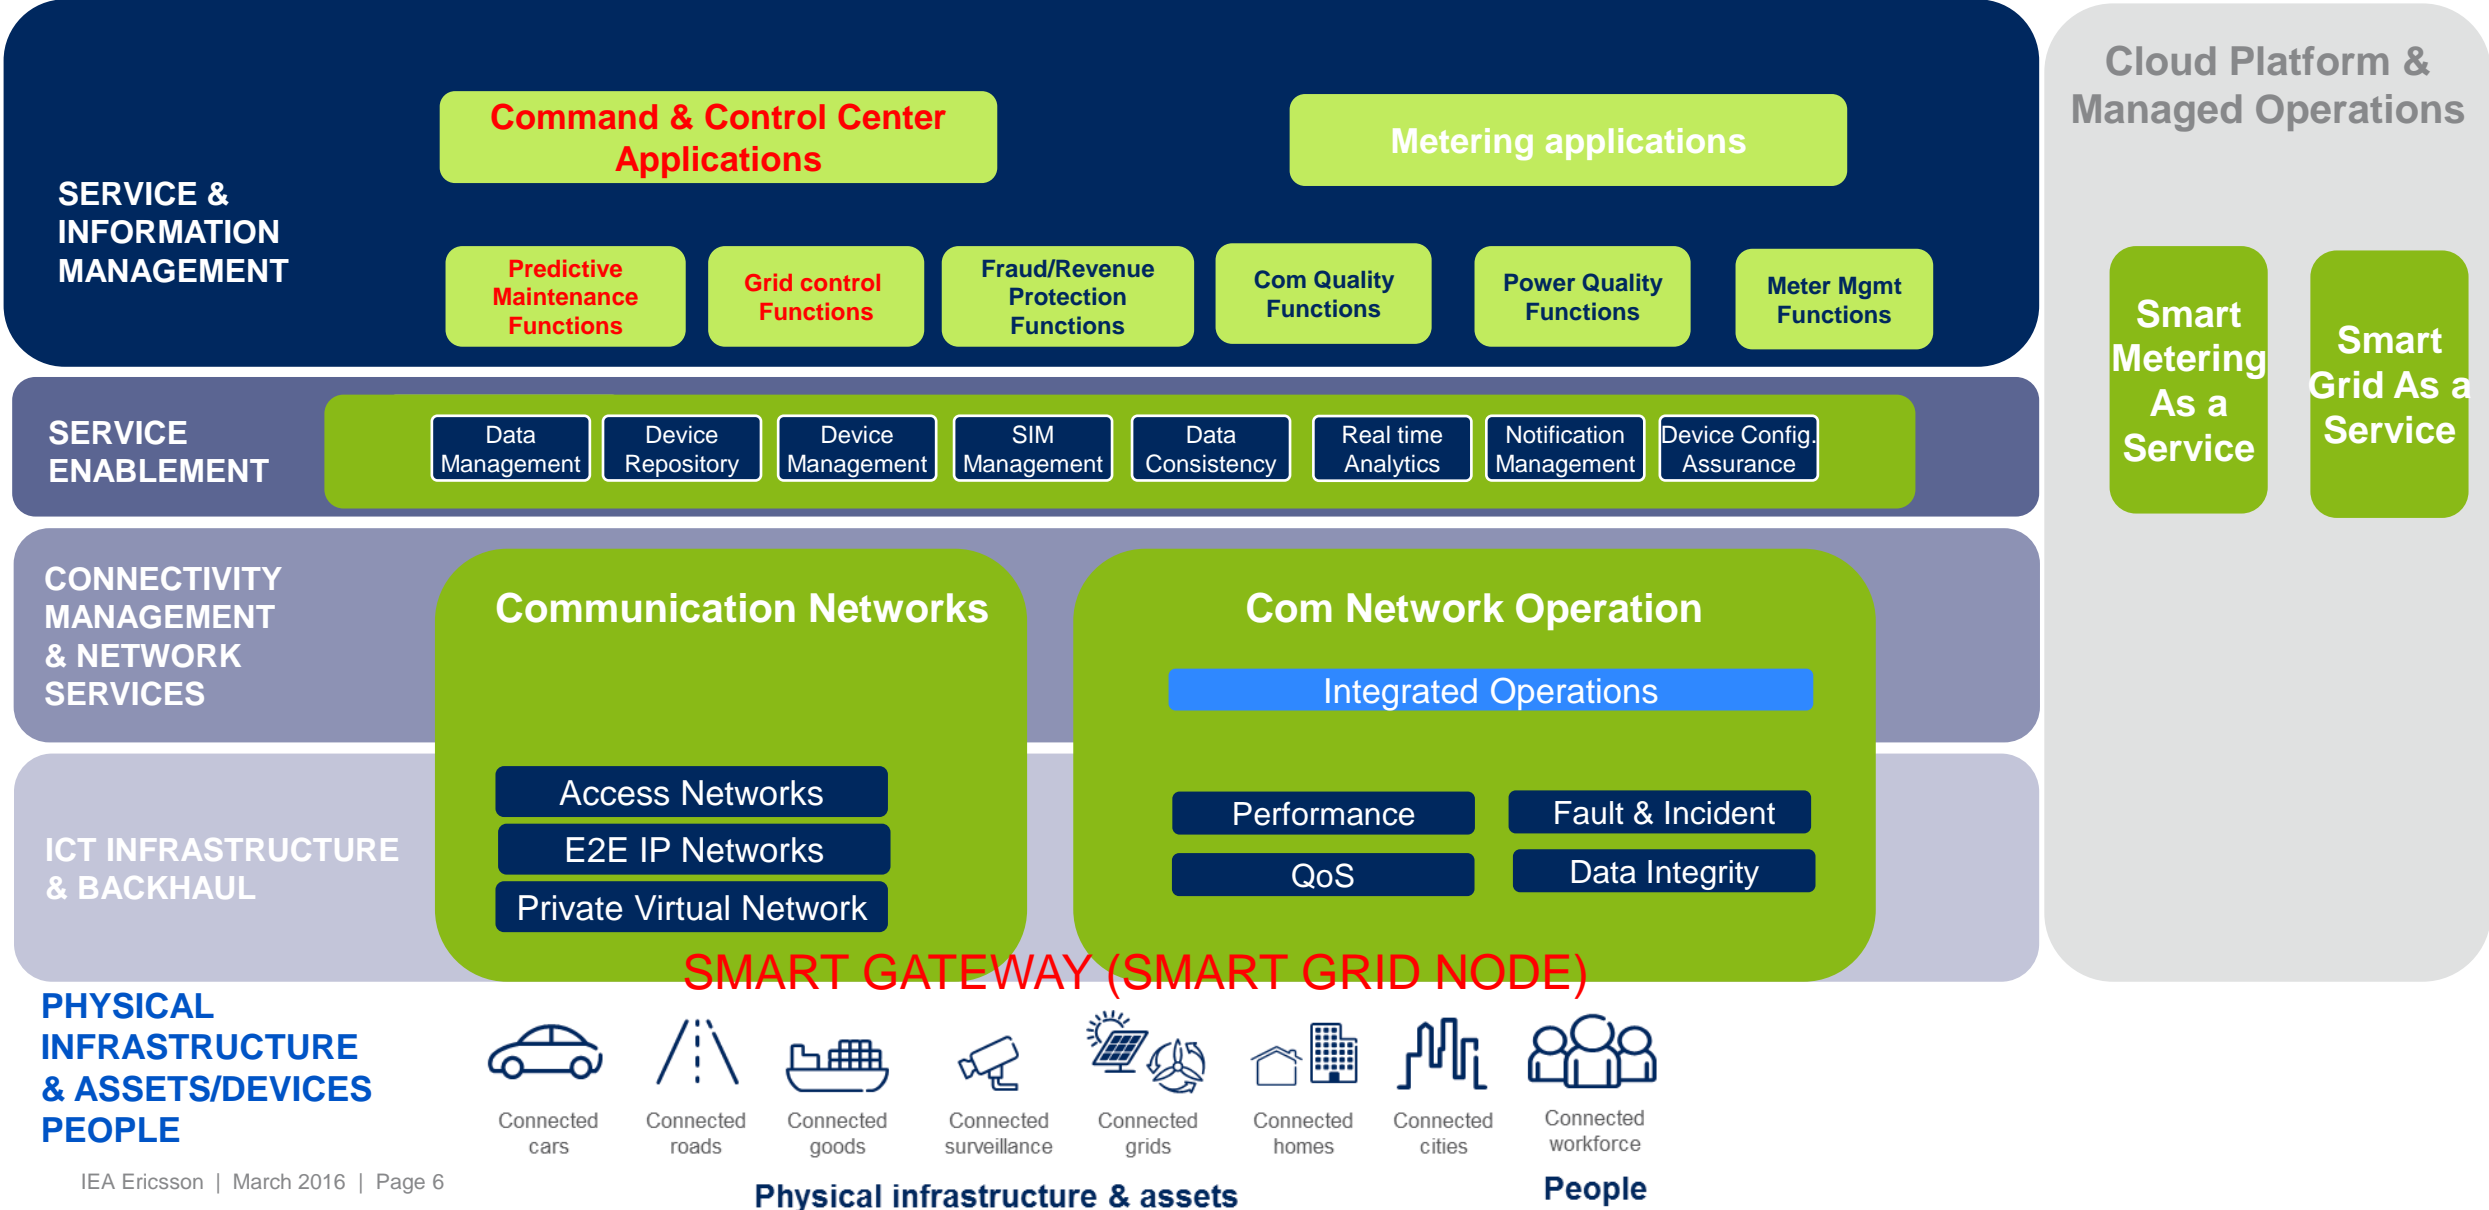 Cloud Platform &
Managed Operations
Command & Control Center
Applications
Metering applications
SERVICE &
INFORMATION
MANAGEMENT
Predictive
Maintenance
Functions
Grid control
Functions
Fraud/Revenue
Protection
Functions
Com Quality
Functions
Power Quality
Functions
Meter Mgmt
Functions
Smart
Metering
As a
Service
Smart
Grid As a
Service
SERVICE
ENABLEMENT
Data
Management
Device
Repository
Device
Management
SIM
Management
Data
Consistency
Real time
Analytics
Notification
Management
Device Config.
Assurance
CONNECTIVITY
MANAGEMENT
& NETWORK
SERVICES
Communication Networks
Com Network Operation
Integrated Operations
ICT INFRASTRUCTURE
& BACKHAUL
Access Networks
E2E IP Networks
Private Virtual Network
Performance
Fault & Incident
QoS
Data Integrity
SMART GATEWAY (SMART GRID NODE)
PHYSICAL
INFRASTRUCTURE
& ASSETS/DEVICES
PEOPLE
Connected
cars
Connected
roads
Connected
goods
Connected
surveillance
Connected
grids
Connected
homes
Connected
cities
Connected
workforce
Physical infrastructure & assets
People
IEA Ericsson | March 2016 | Page 6